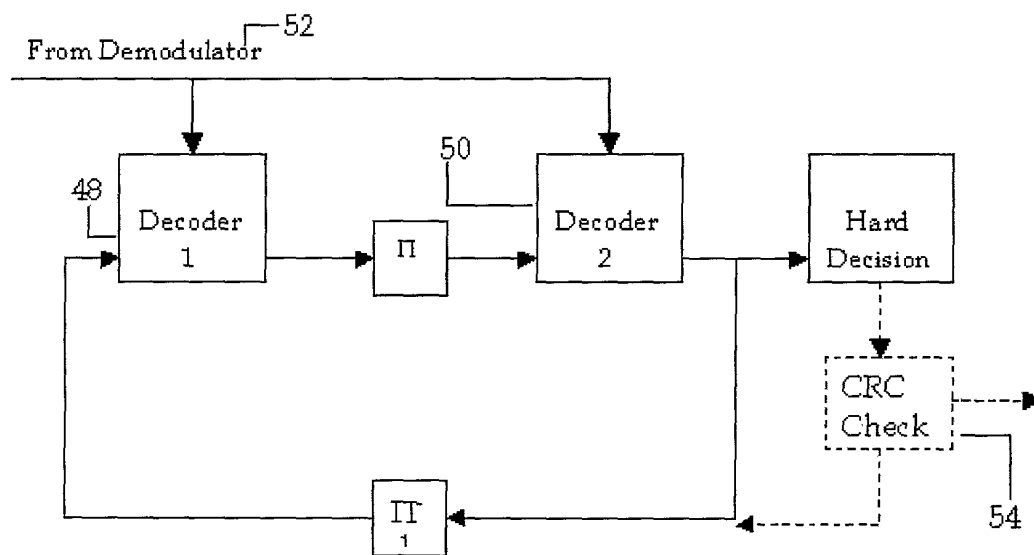 52
From Demodulator
50
48
Decoder
1
Π
Decoder
2
Hard
Decision
CRC
Check
54
Π
1